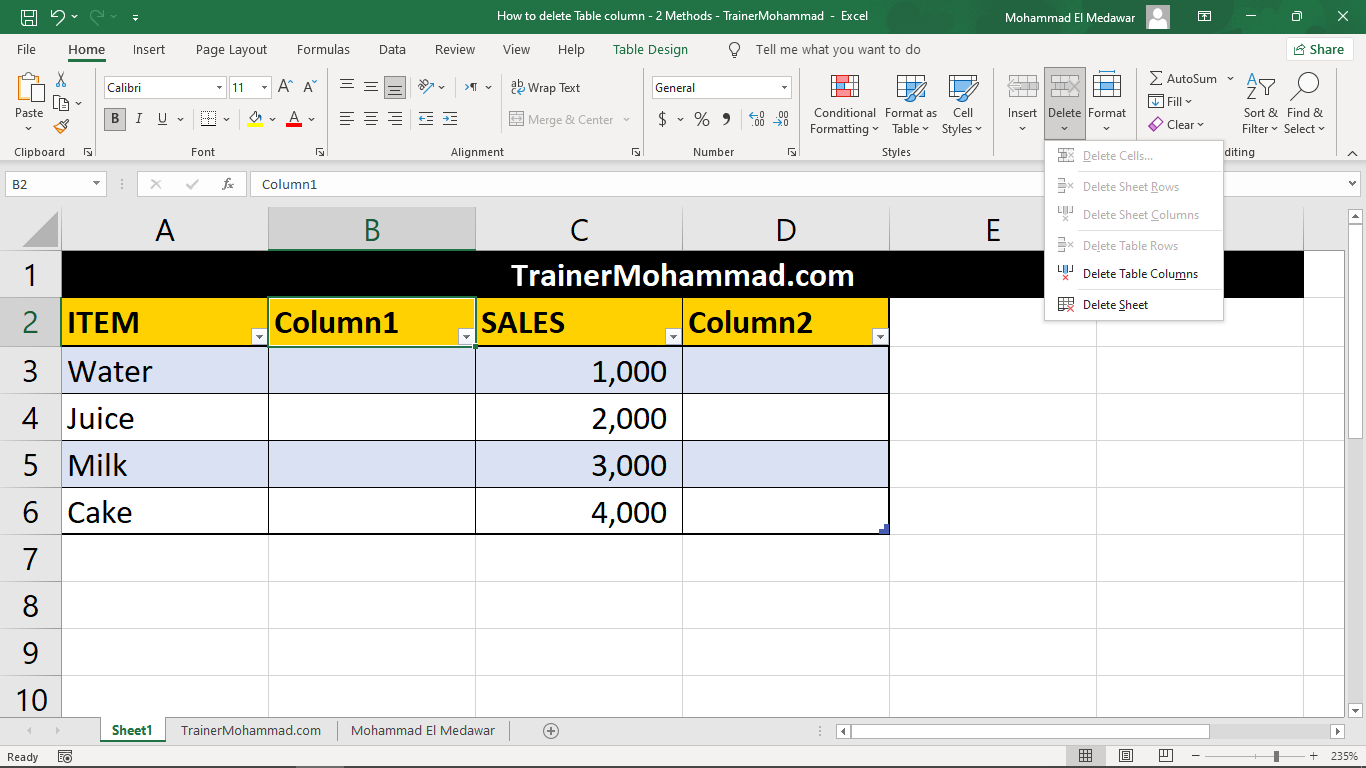 How to delete Table column - 2 Methods - TrainerMohammad - Excel
Mohammad El Medawar
File Home Insert Page Layout Formulas Data Review View Help Table Design Tell me what you want to do Share
Paste
Clipboard
Calibri 11
B I U A
Font
Wrap Text
Merge & Center
Alignment
General
$ % 9
Number
Conditional Formatting
Format as Table
Cell Styles
Styles
Insert
Delete
Format
AutoSum
Fill
Clear
Sort & Filter
Find & Select
diting
Delete Cells...
Delete Sheet Rows
Delete Sheet Columns
Delete Table Rows
Delete Table Columns
Delete Sheet
B2 fx Column1
A B C D E
1 TrainerMohammad.com
2 ITEM Column1 SALES Column2
3 Water 1,000
4 Juice 2,000
5 Milk 3,000
6 Cake 4,000
7
8
9
10
Sheet1 TrainerMohammad.com Mohammad El Medawar
Ready 235%